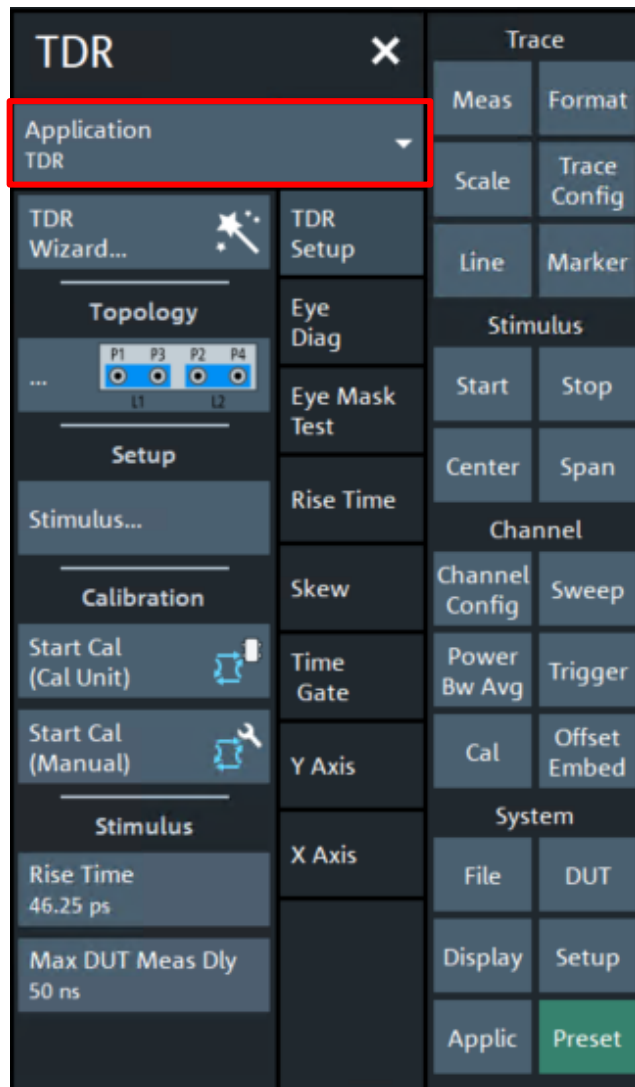 TDR
Application
TDR
TDR
Wizard...
Topology
...
P1 P3 P2 P4
L1 L2
Setup
Stimulus...
Calibration
Start Cal
(Cal Unit)
Start Cal
(Manual)
Stimulus
Rise Time
46.25 ps
Max DUT Meas Dly
50 ns
TDR
Setup
Eye
Diag
Eye Mask
Test
Rise Time
Skew
Time
Gate
Y Axis
X Axis
Trace
Meas
Format
Scale
Trace
Config
Line
Marker
Stimulus
Start
Stop
Center
Span
Channel
Channel
Config
Sweep
Power
Bw Avg
Trigger
Cal
Offset
Embed
System
File
DUT
Display
Setup
Applic
Preset